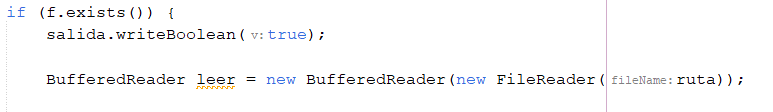 if (f.exists()) {
salida.writeBoolean( v: true);
BufferedReader leer = new BufferedReader(new FileReader( fileName: ruta));